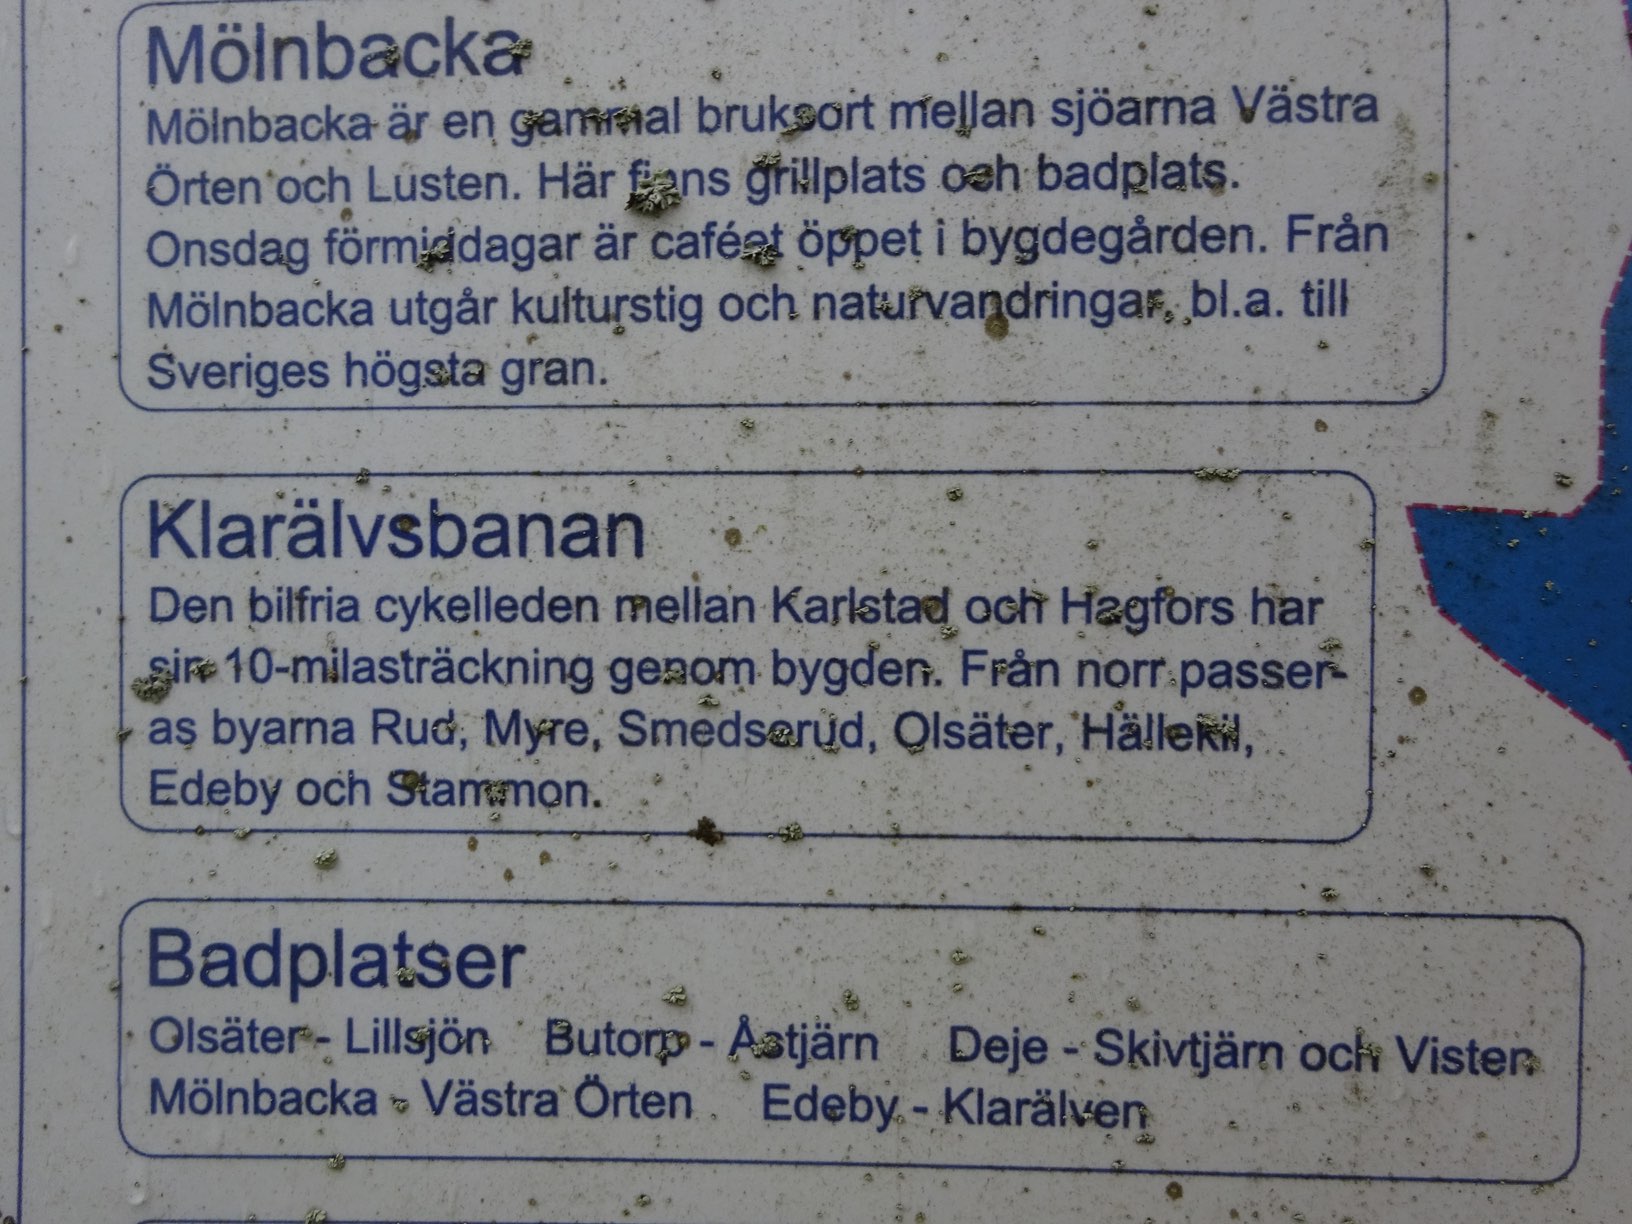 Mölnbacka
Mölnbacka är en gammal bruksort mellan sjöarna Västra
Örten och Lusten. Här finns grillplats och badplats.
Onsdag förmiddagar är caféet öppet i bygdegården. Från
Mölnbacka utgår kulturstig och naturvandringar, bl.a. till
Sveriges högsta gran.
Klarälvsbanan
Den bilfria cykelleden mellan Karlstad och Hagfors har
sin 10-milasträckning genom bygden. Från norr passer-
as byarna Rud, Myre, Smedserud, Olsäter, Hällekil,
Edeby och Stammon.
Badplatser
Olsäter - Lillsjön Butorp - Åstjärn Deje - Skivtjärn och Visten
Mölnbacka - Västra Örten Edeby - Klarälven